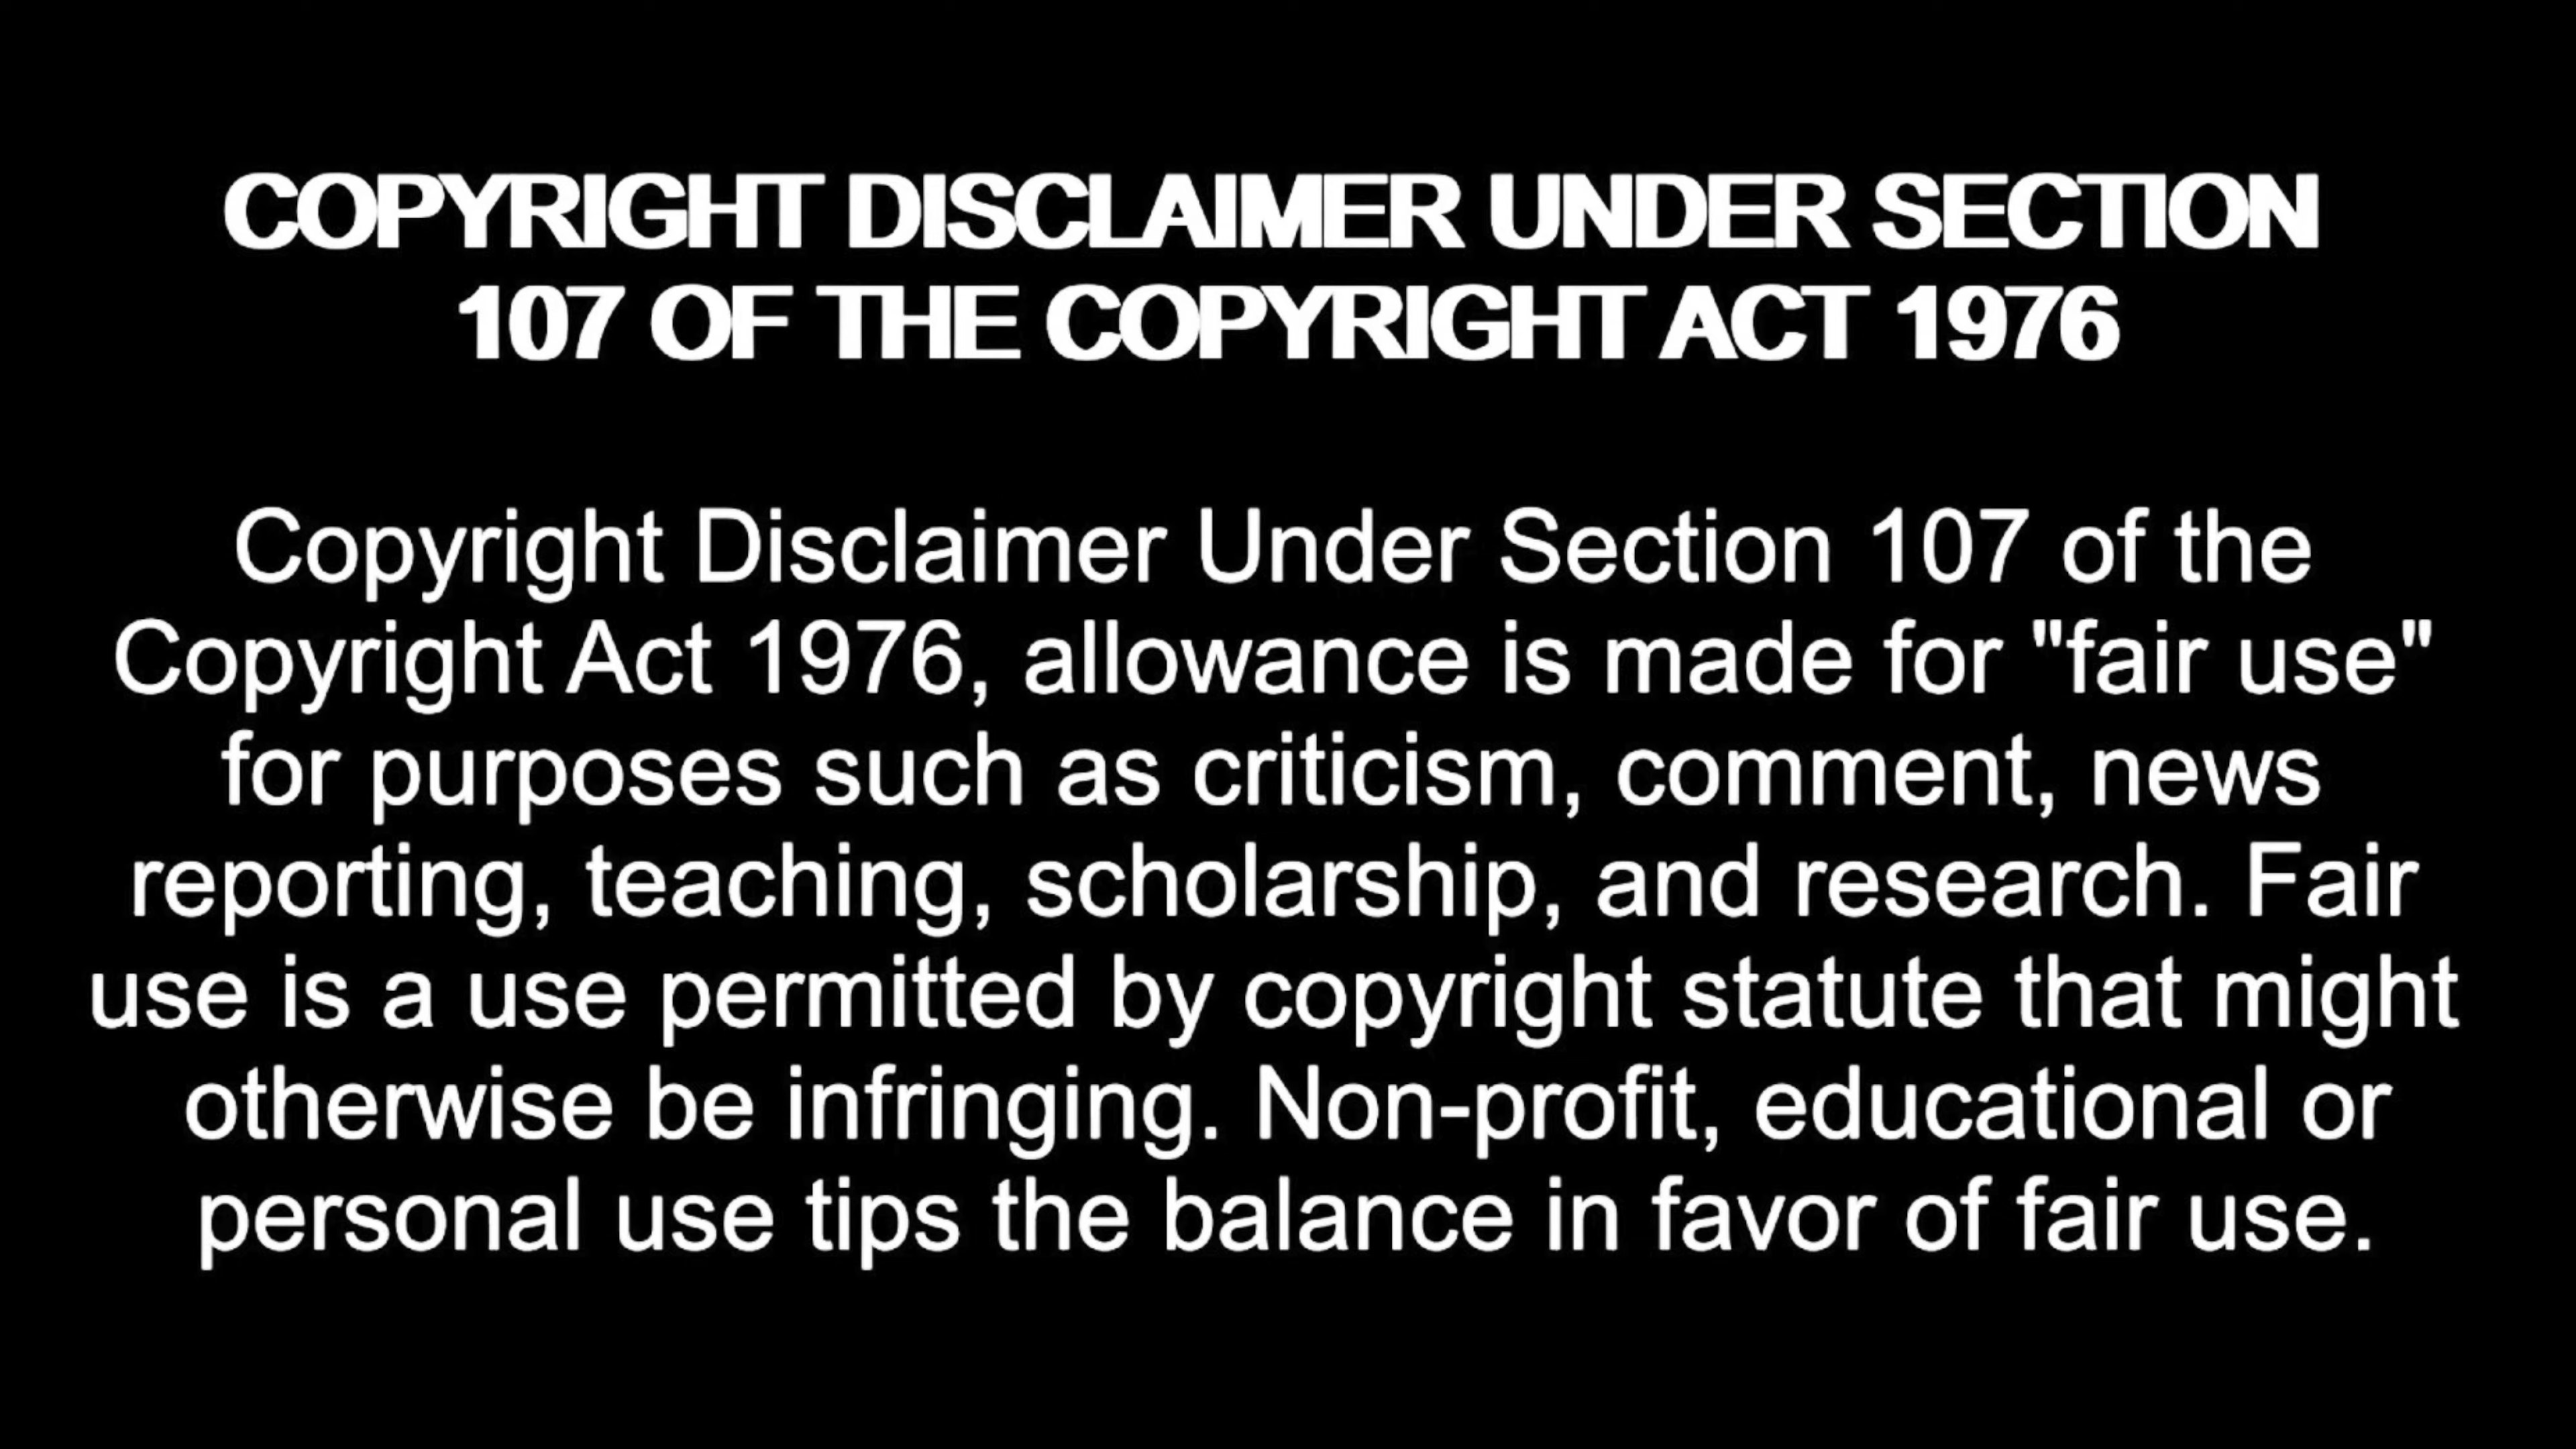 COPYRIGHT DISCLAIMER UNDER SECTION
107 OF THE COPYRIGHT ACT 1976
Copyright Disclaimer Under Section 107 of the
Copyright Act 1976, allowance is made for "fair use"
for purposes such as criticism, comment, news
reporting, teaching, scholarship, and research. Fair
use is a use permitted by copyright statute that might
otherwise be infringing. Non-profit, educational or
personal use tips the balance in favor of fair use.